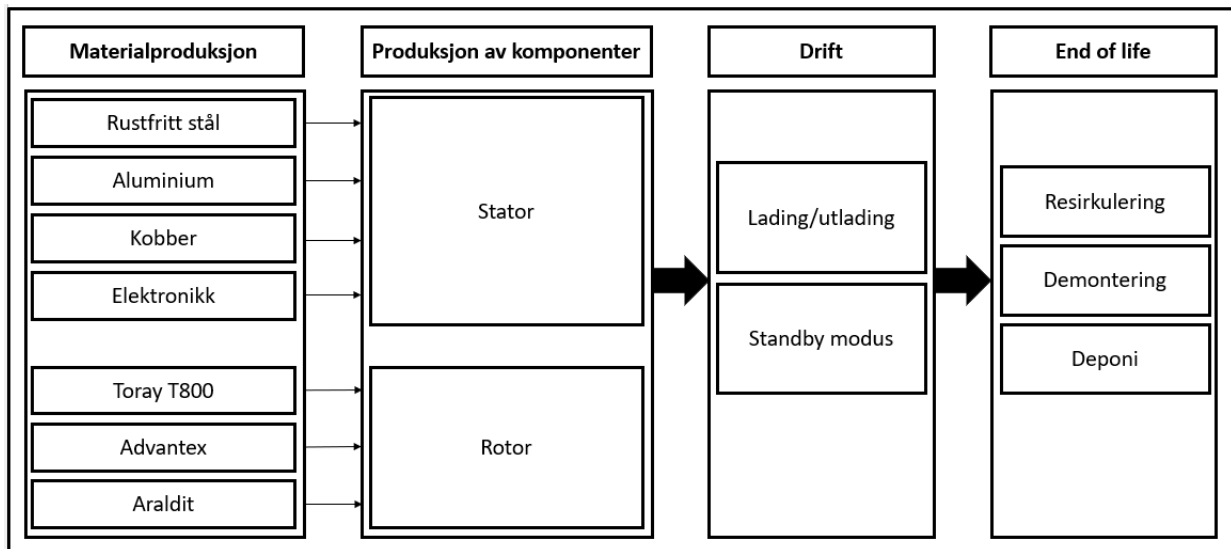 Materialproduksjon
Rustfritt stål
Aluminium
Kobber
Elektronikk
Toray T800
Advantex
Araldit
Produksjon av komponenter
Stator
Rotor
Drift
Lading/utlading
Standby modus
End of life
Resirkulering
Demontering
Deponi